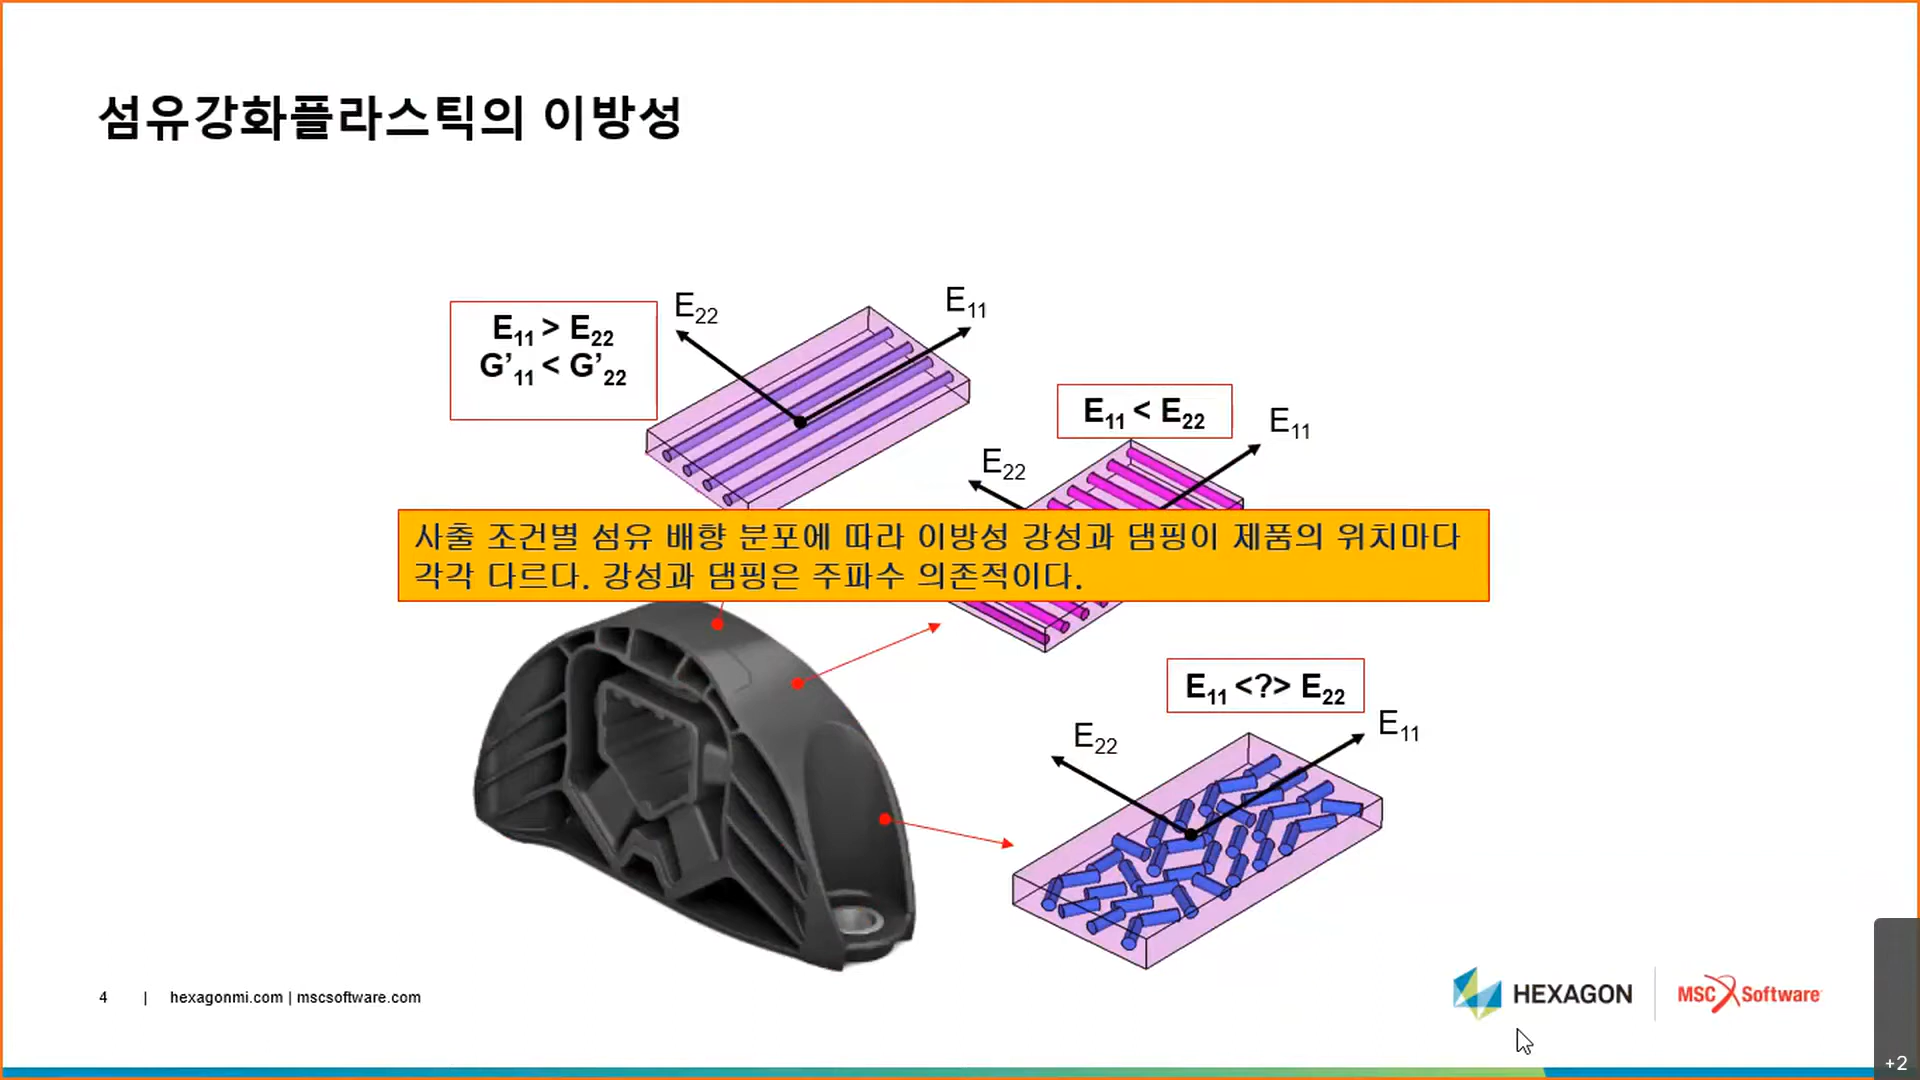 섬유강화플라스틱의 이방성
E11 > E22
G’11 < G’22
E22
E11
E11 < E22
E22
E11
사출 조건별 섬유 배향 분포에 따라 이방성 강성과 댐핑이 제품의 위치마다
각각 다르다. 강성과 댐핑은 주파수 의존적이다.
E11 <?> E22
E22
E11
4 | hexagonmi.com | mscsoftware.com
HEXAGON
MSC Software
+2